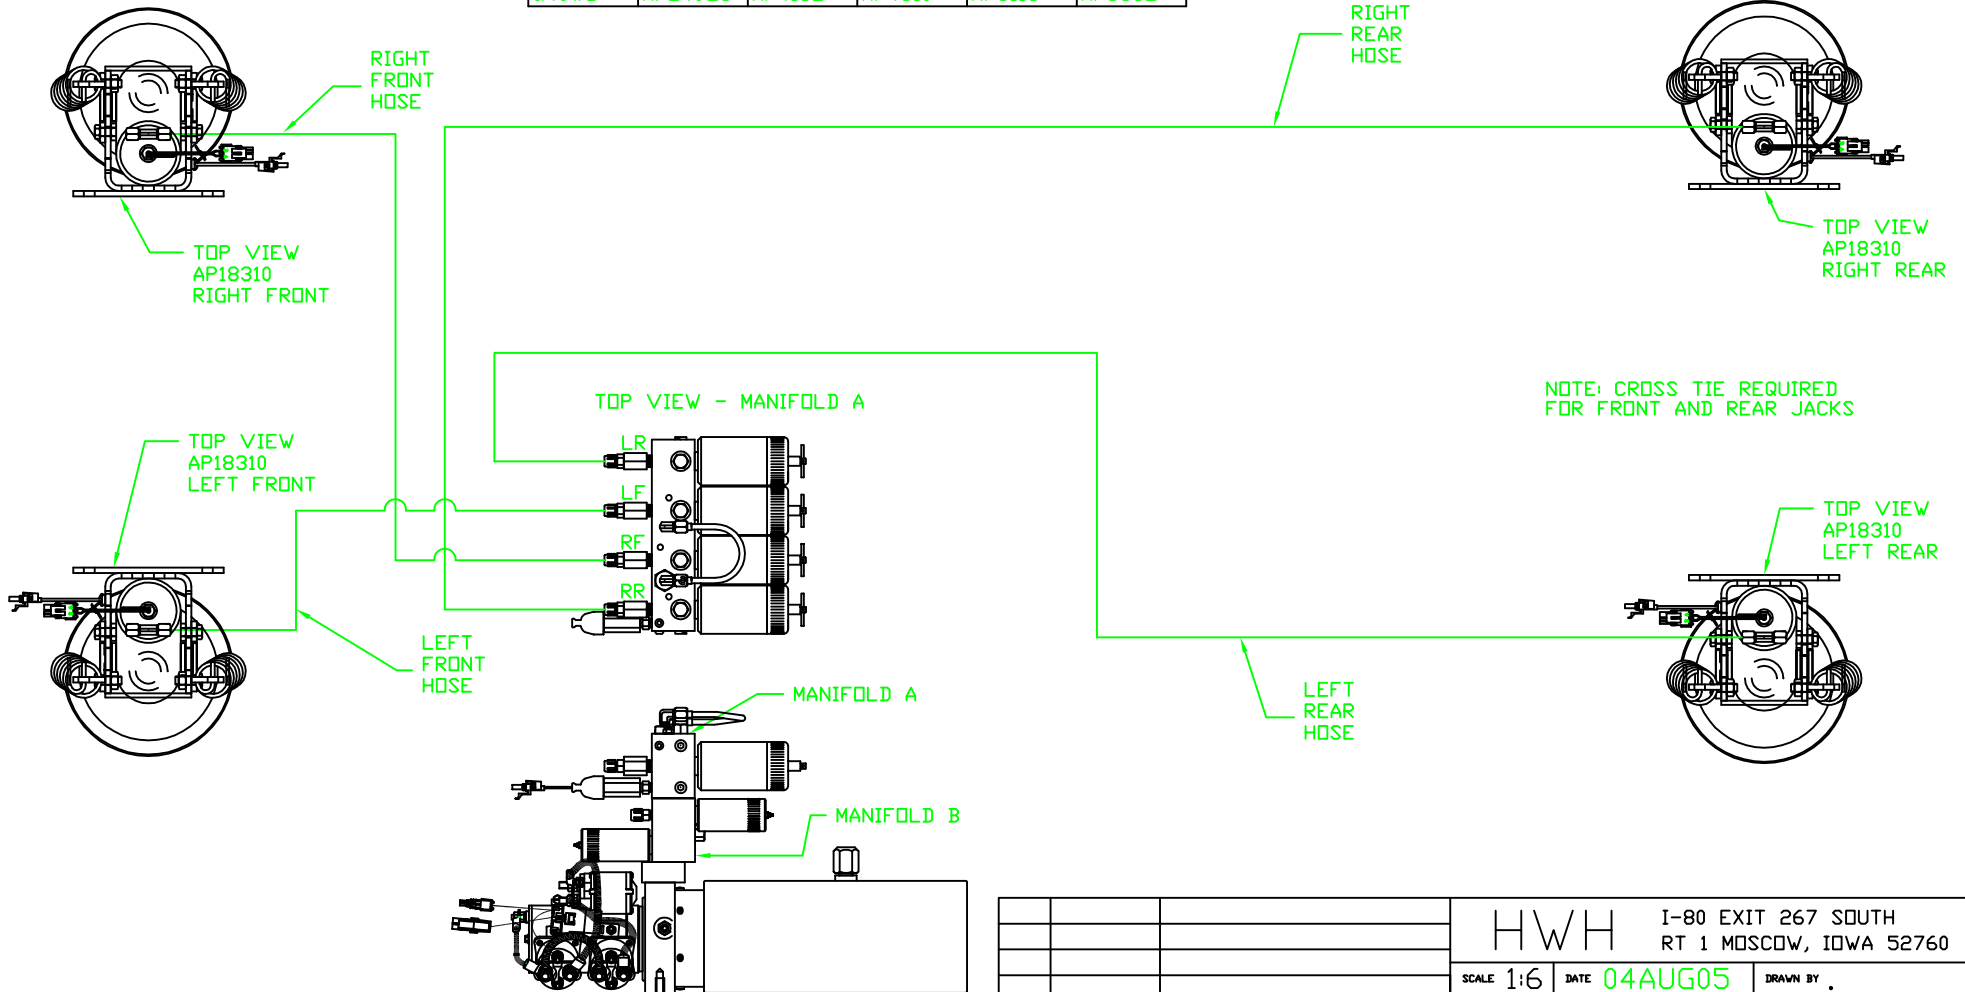 RIGHT
FRONT
HOSE
RIGHT
REAR
HOSE
TOP VIEW
AP18310
RIGHT FRONT
TOP VIEW
AP18310
RIGHT REAR
TOP VIEW - MANIFOLD A
NOTE: CROSS TIE REQUIRED
FOR FRONT AND REAR JACKS
TOP VIEW
AP18310
LEFT FRONT
LR
LF
RF
RR
TOP VIEW
AP18310
LEFT REAR
LEFT
FRONT
HOSE
MANIFOLD A
LEFT
REAR
HOSE
MANIFOLD B
HWH
I-80 EXIT 267 SOUTH
RT 1 MOSCOW, IOWA 52760
SCALE 1:6
DATE 04AUG05
DRAWN BY .